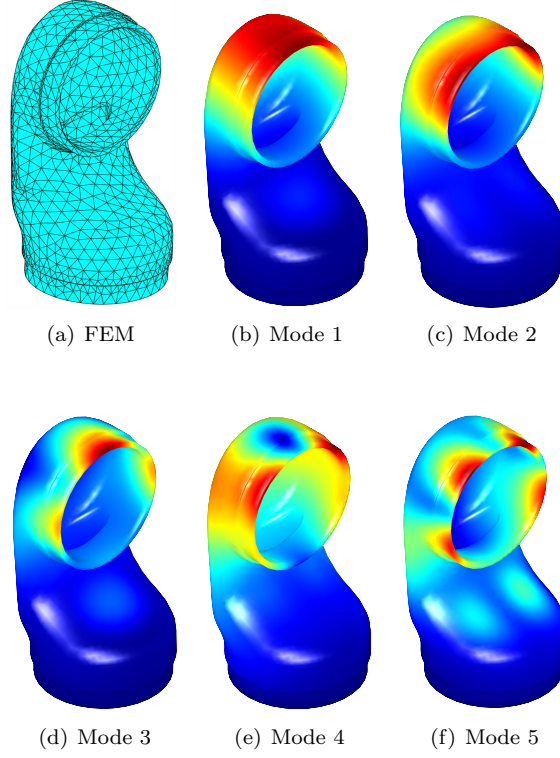 (a) FEM
(b) Mode 1
(c) Mode 2
(d) Mode 3
(e) Mode 4
(f) Mode 5